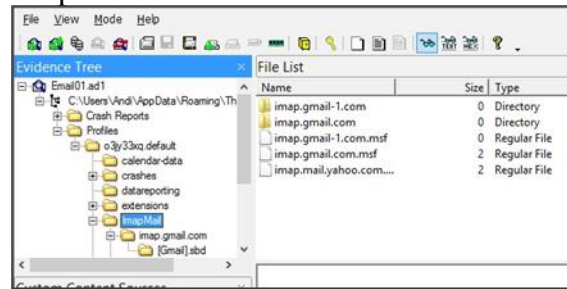 File View Mode Help
Evidence Tree
File List
Email01.ad1
C:\Users\Andi\AppData\Roaming\Th
Crash Reports
Profiles
o3jy33xq.default
calendar-data
crashes
datareporting
extensions
ImapMail
imap.gmail.com
[Gmail].sbd
Name Size Type
imap.gmail-1.com 0 Directory
imap.gmail.com 0 Directory
imap.gmail-1.com.msf 0 Regular File
imap.gmail.com.msf 2 Regular File
imap.mail.yahoo.com.... 2 Regular File